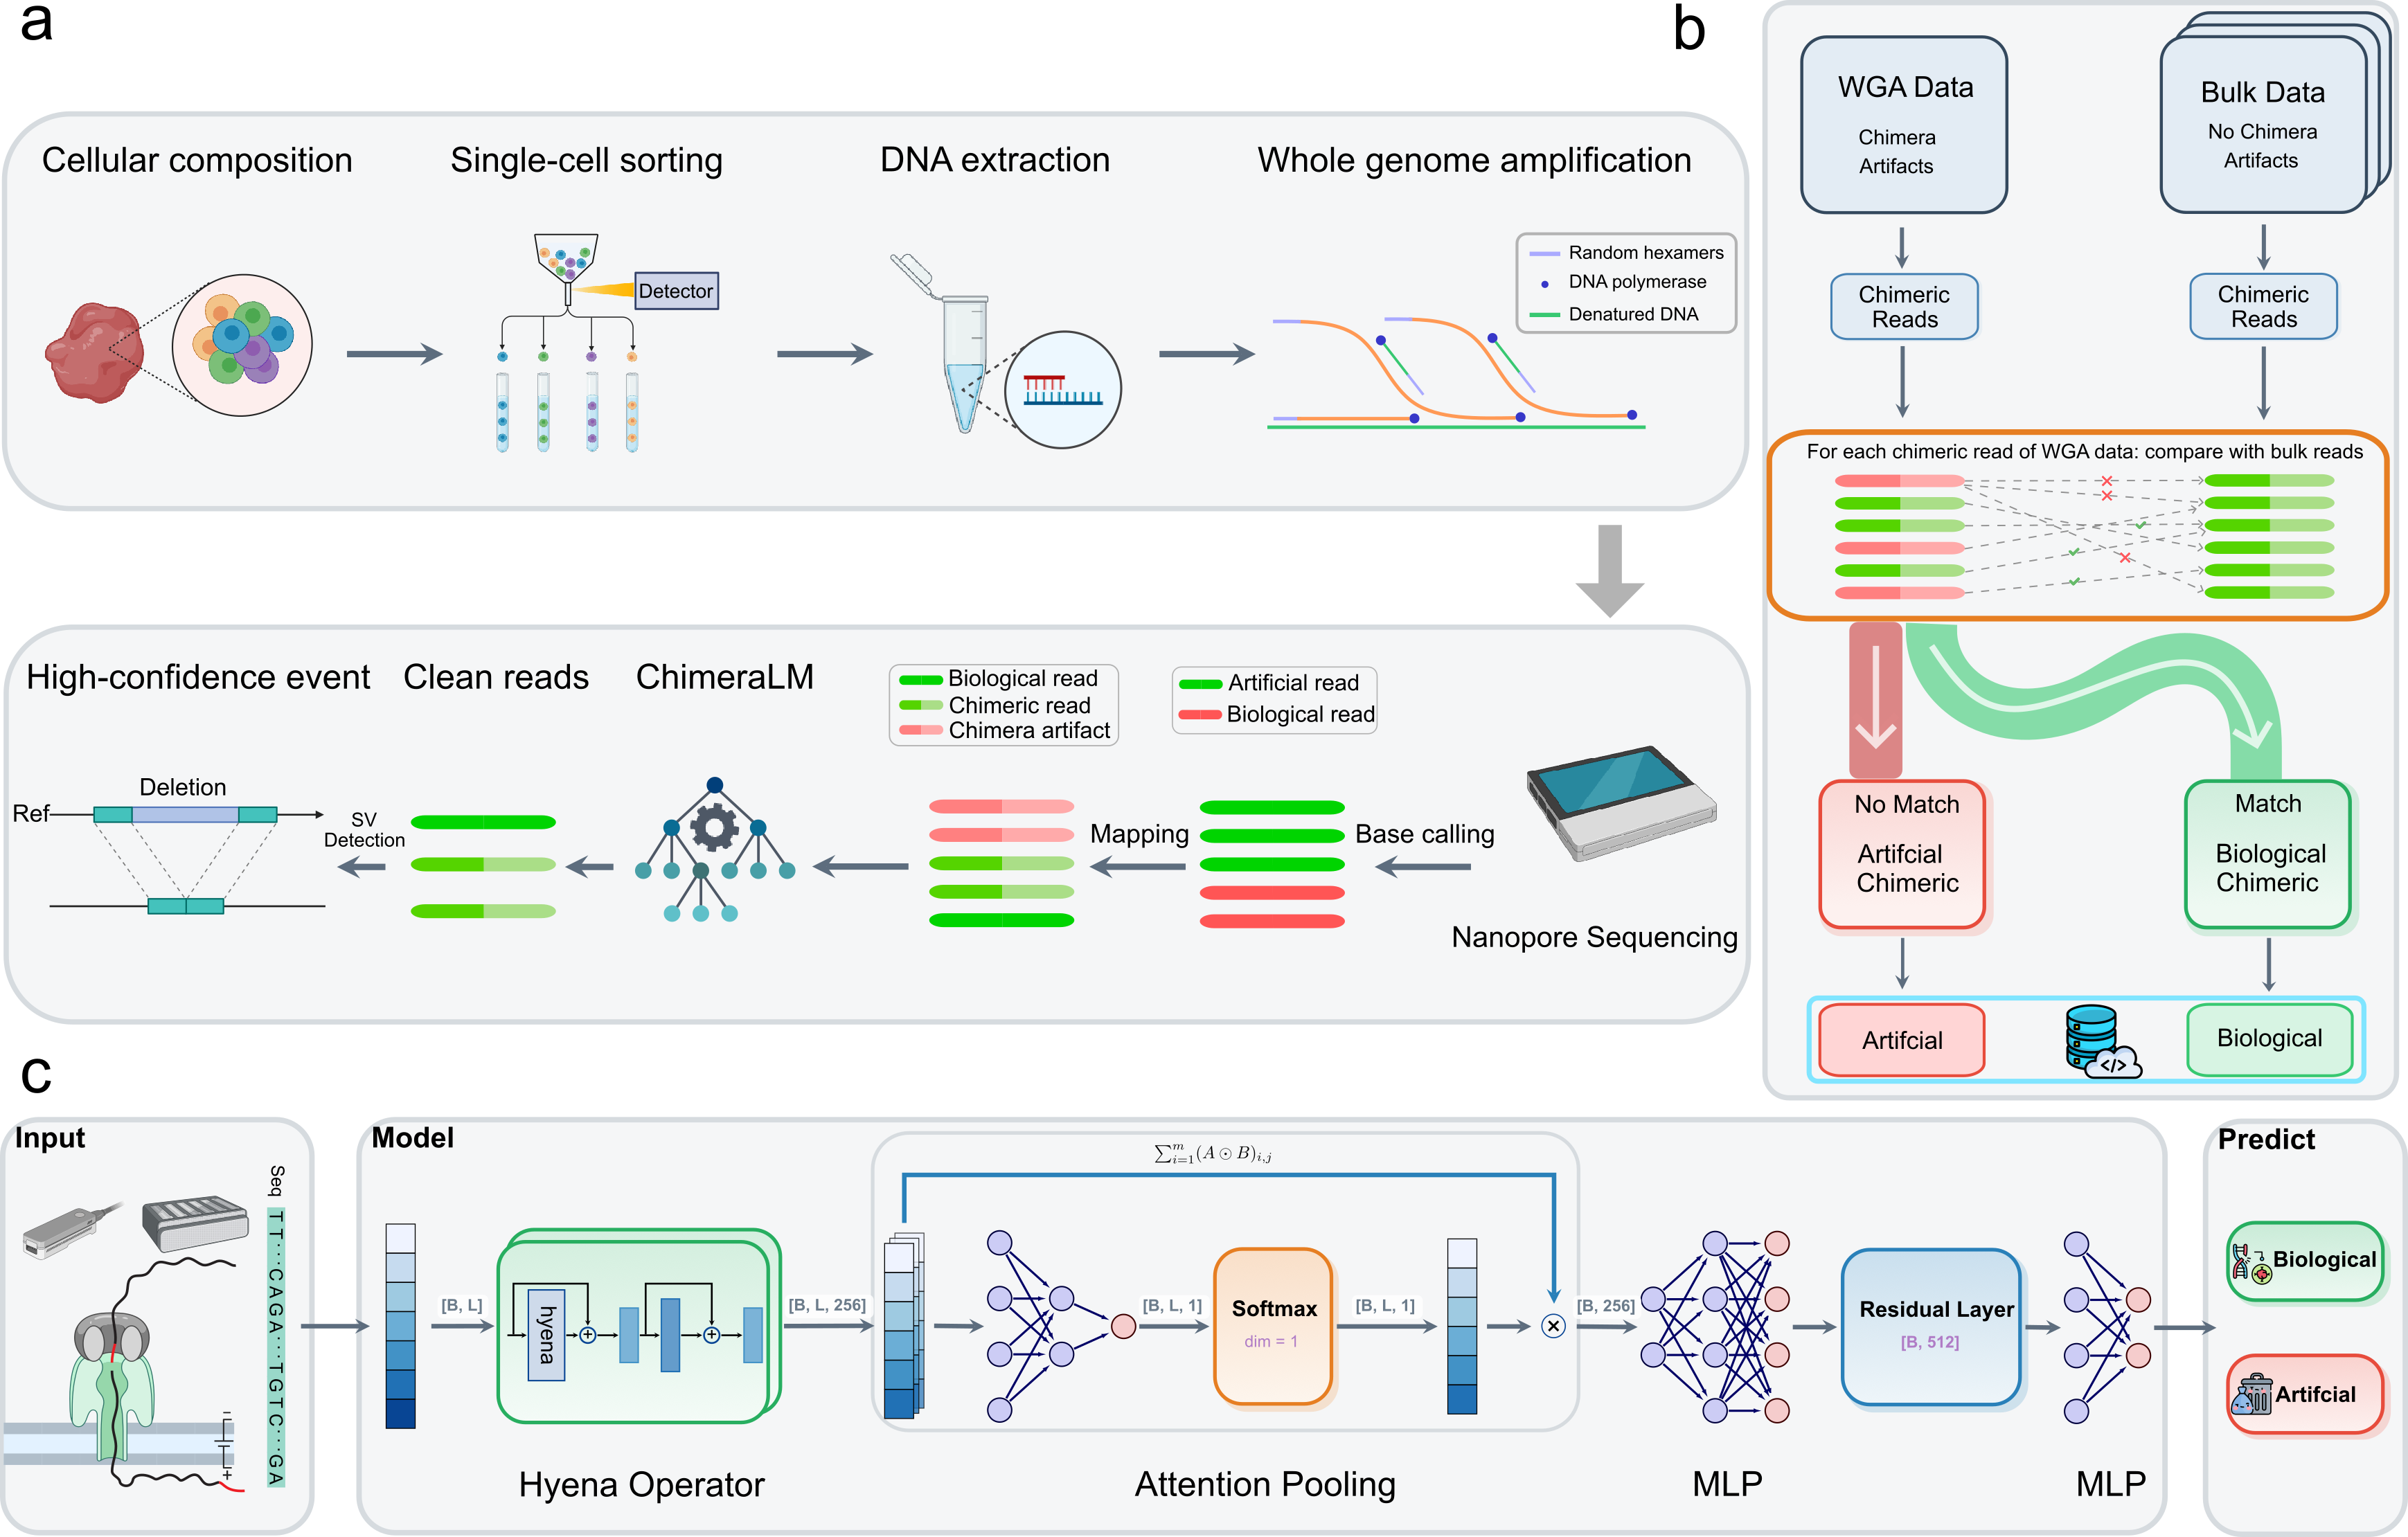 a
Cellular composition
Single-cell sorting
DNA extraction
Whole genome amplification
Detector
Random hexamers
DNA polymerase
Denatured DNA
High-confidence event
Clean reads
ChimeraLM
Biological read
Chimeric read
Chimera artifact
Artificial read
Biological read
Deletion
Ref
SV
Detection
Mapping
Base calling
Nanopore Sequencing
b
WGA Data
Chimera
Artifacts
Bulk Data
No Chimera
Artifacts
Chimeric
Reads
Chimeric
Reads
For each chimeric read of WGA data: compare with bulk reads
No Match
Artifcial
Chimeric
Match
Biological
Chimeric
Artifcial
</>
Biological
c
Input
Seq
TT···CAGA···TGTC···GA
−
+
Model
[B, L]
hyena
+
+
[B, L, 256]
Hyena Operator
∑ᵢ₌₁ᵐ(A ⊙ B)ᵢ,ⱼ
[B, L, 1]
Softmax
dim = 1
[B, L, 1]
×
Attention Pooling
[B, 256]
MLP
Residual Layer
[B, 512]
MLP
Predict
Biological
Artifcial